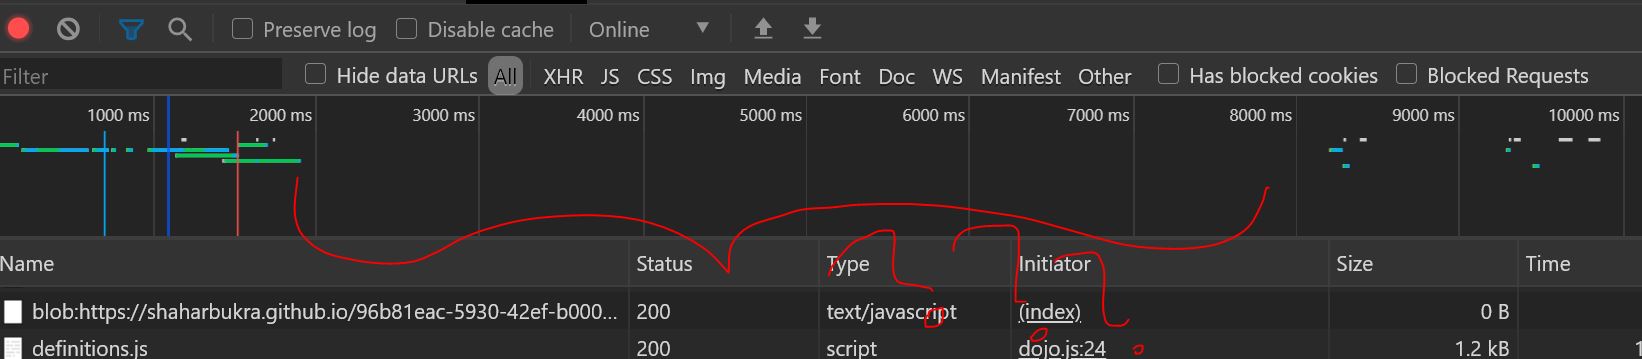 Preserve log Disable cache Online
Filter Hide data URLs All XHR JS CSS Img Media Font Doc WS Manifest Other Has blocked cookies Blocked Requests
1000 ms 2000 ms 3000 ms 4000 ms 5000 ms 6000 ms 7000 ms 8000 ms 9000 ms 10000 ms
Name Status Type Initiator Size Time
blob:https://shaharbukra.github.io/96b81eac-5930-42ef-b000... 200 text/javascript (index) 0 B
definitions.js 200 script dojo.js:24 1.2 kB